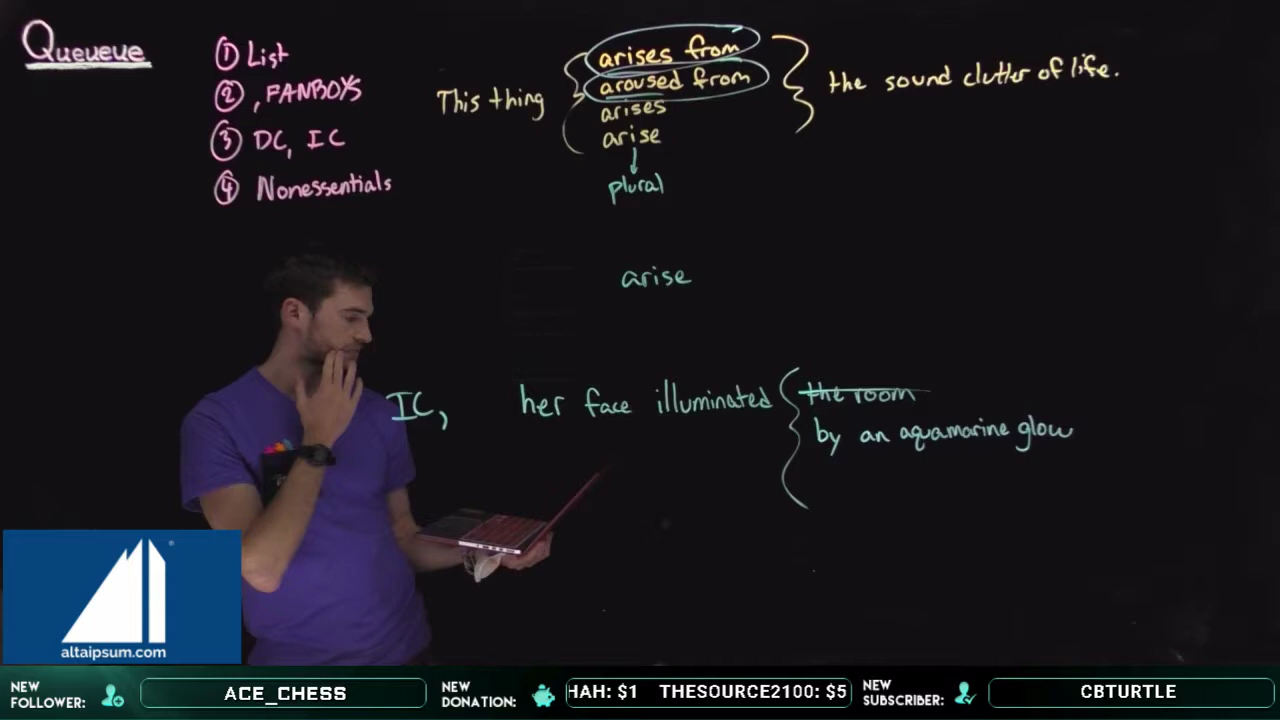 Queueue
① List
② , FANBOYS
③ DC, IC
④ Nonessentials
This thing
arises from
aroused from
arises
arise
the sound clutter of life.
plural
arise
IC, her face illuminated
the room
by an aquamarine glow
altaipsum.com
NEW FOLLOWER: ACE_CHESS
NEW DONATION: HAH: $1 THESOURCE2100: $5
NEW SUBSCRIBER: CBTURTLE